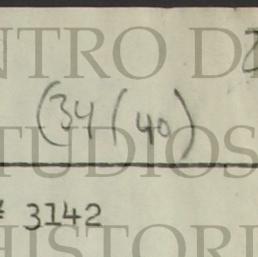 NTRO D
(34/40)
TUDIOS
3142
HISTORI